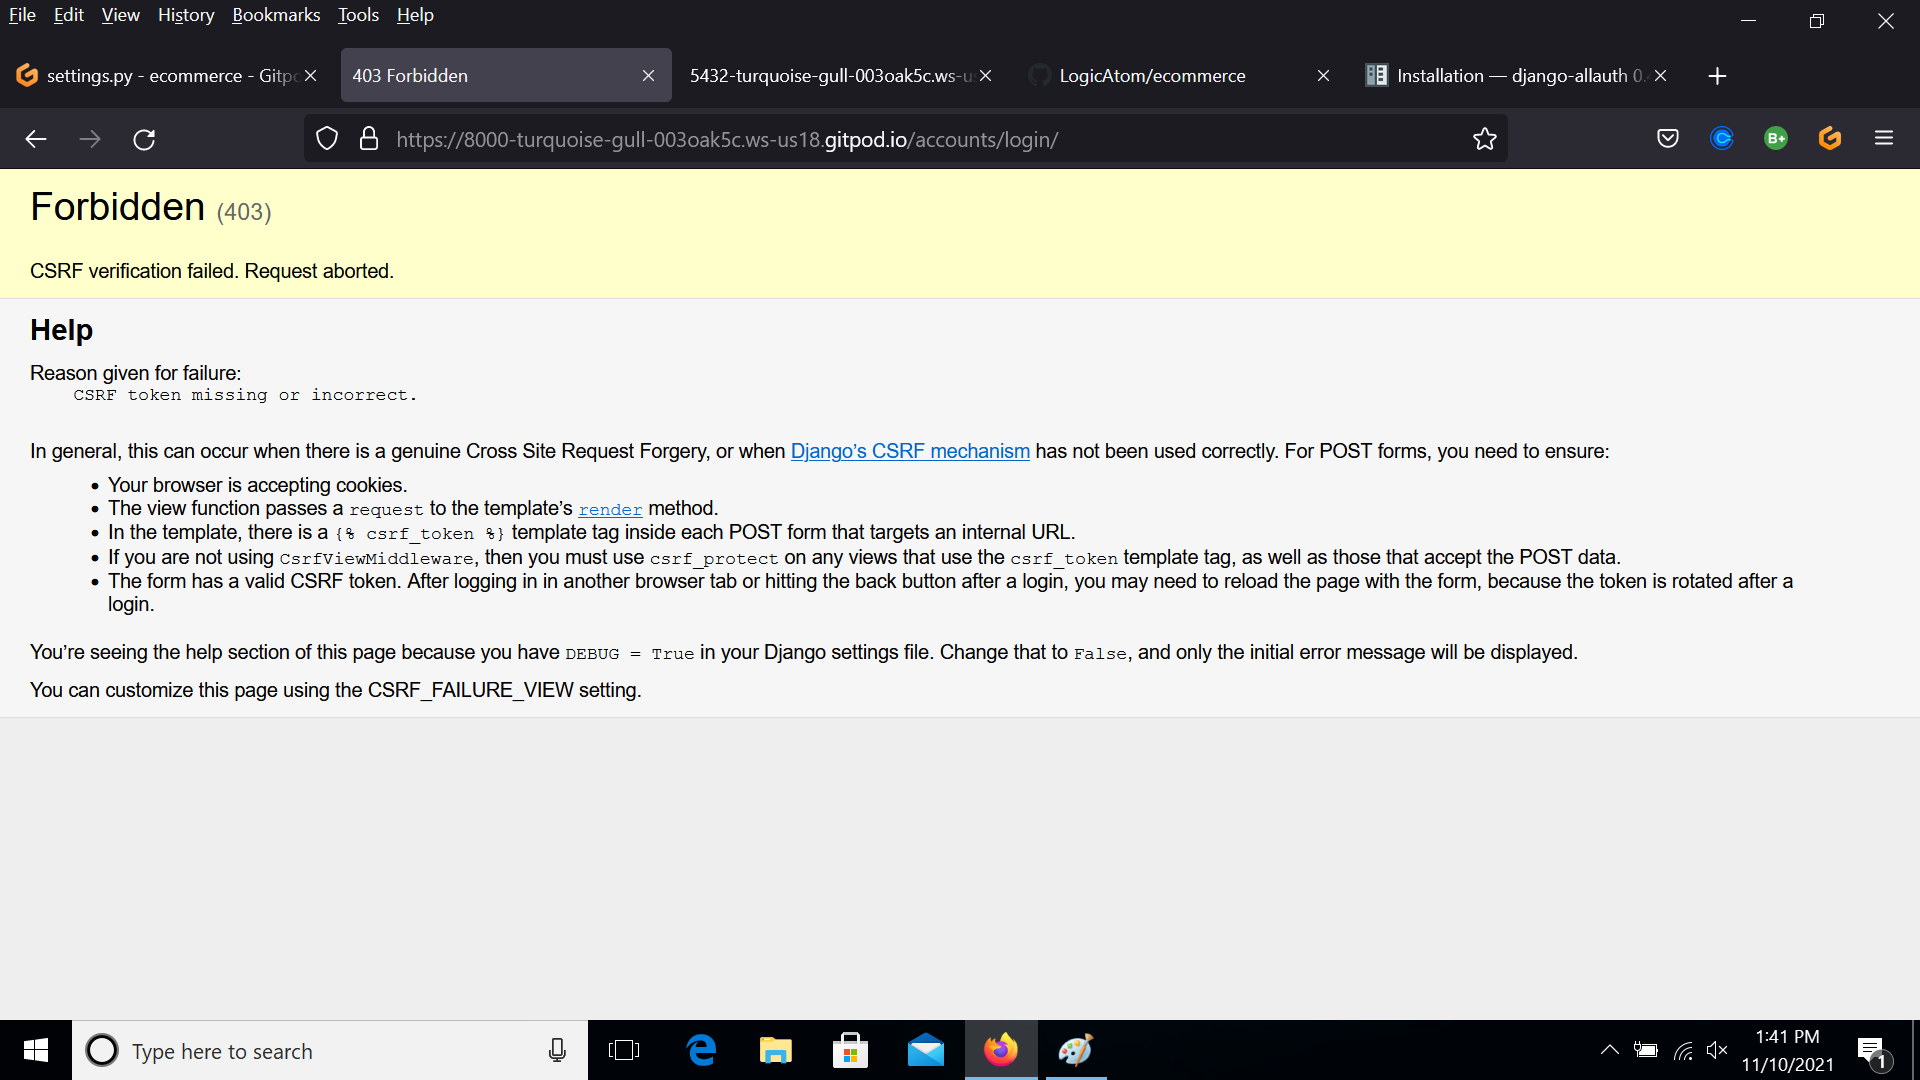 File Edit View History Bookmarks Tools Help
settings.py - ecommerce - Gitp
403 Forbidden
5432-turquoise-gull-003oak5c.ws-u
LogicAtom/ecommerce
Installation — django-allauth 0.
https://8000-turquoise-gull-003oak5c.ws-us18.gitpod.io/accounts/login/
B+
Forbidden (403)
CSRF verification failed. Request aborted.
Help
Reason given for failure:
CSRF token missing or incorrect.
In general, this can occur when there is a genuine Cross Site Request Forgery, or when Django’s CSRF mechanism has not been used correctly. For POST forms, you need to ensure:
• Your browser is accepting cookies.
• The view function passes a request to the template’s render method.
• In the template, there is a {% csrf_token %} template tag inside each POST form that targets an internal URL.
• If you are not using CsrfViewMiddleware, then you must use csrf_protect on any views that use the csrf_token template tag, as well as those that accept the POST data.
• The form has a valid CSRF token. After logging in in another browser tab or hitting the back button after a login, you may need to reload the page with the form, because the token is rotated after a
login.
You’re seeing the help section of this page because you have DEBUG = True in your Django settings file. Change that to False, and only the initial error message will be displayed.
You can customize this page using the CSRF_FAILURE_VIEW setting.
Type here to search
1:41 PM
11/10/2021
1